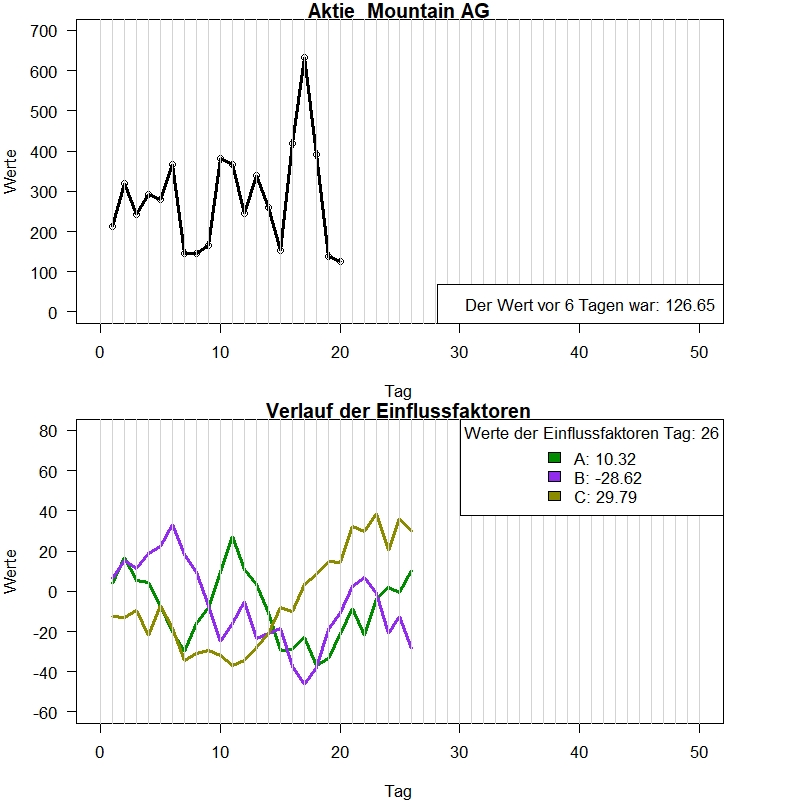 Aktie  Mountain AG
700
600
500
400
300
200
100
0
Werte
Der Wert vor 6 Tagen war: 126.65
0 10 20 30 40 50
Tag
Verlauf der Einflussfaktoren
80
60
40
20
0
-20
-40
-60
Werte
Werte der Einflussfaktoren Tag: 26
A: 10.32
B: -28.62
C: 29.79
0 10 20 30 40 50
Tag